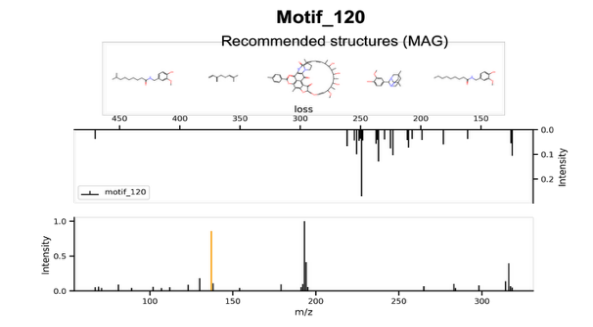 Motif_120
Recommended structures (MAG)
loss
450 400 350 300 250 200 150
0.0
0.1
0.2
Intensity
motif_120
1.0
0.5
0.0
Intensity
100 150 200 250 300
m/z